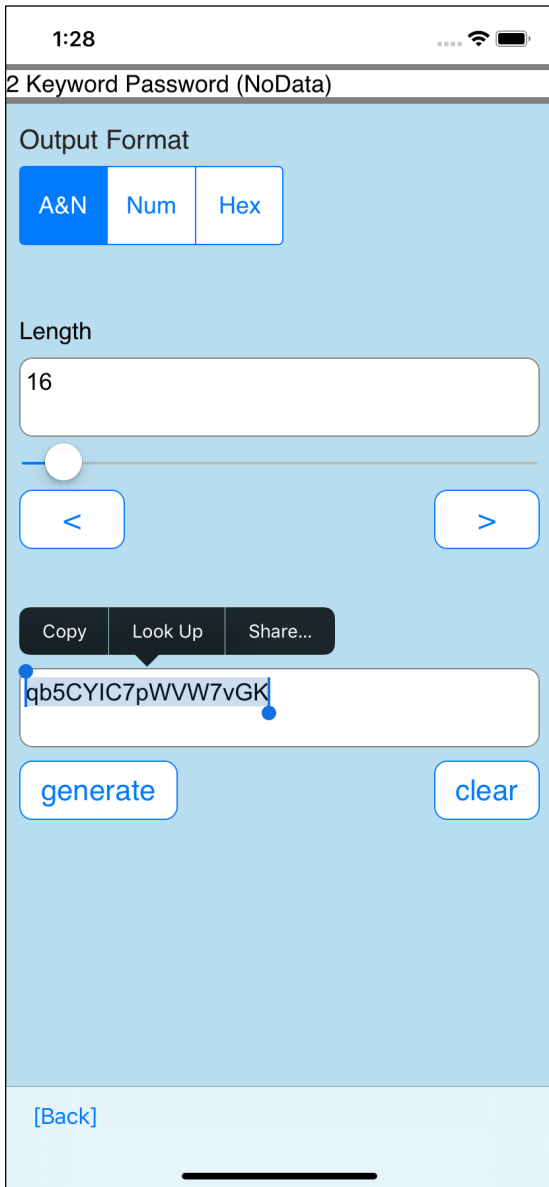 1:28
2 Keyword Password (NoData)
Output Format
A&N Num Hex
Length
16
< >
Copy Look Up Share...
qb5CYIC7pWVW7vGK
generate clear
[Back]